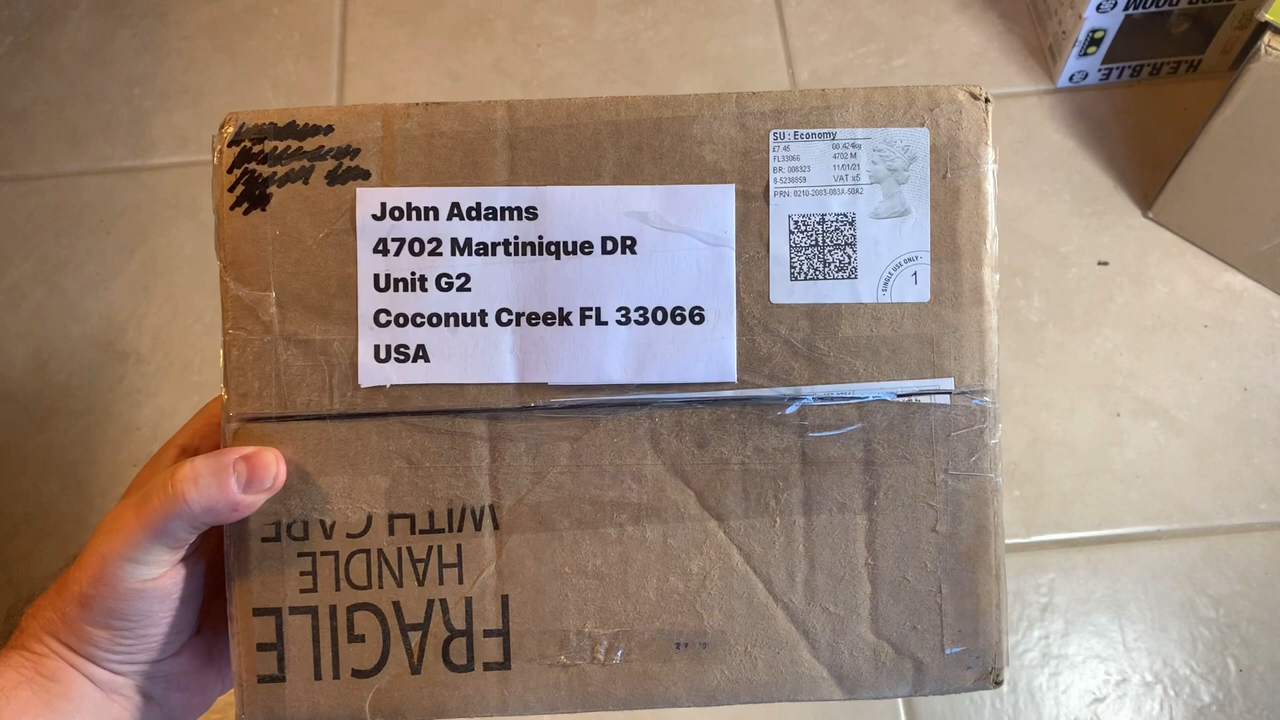 John Adams
4702 Martinique DR
Unit G2
Coconut Creek FL 33066
USA
SU : Economy
£7.45 00.424kg
FL33066 4702 M
BR: 008323 11/01/21
8-5238859 VAT x5
PRN: 0210-2083-083A-50A2
• SINGLE USE ONLY •
1
FRAGILE
HANDLE
WITH CARE
H.E.R.B.I.E.
DOOM